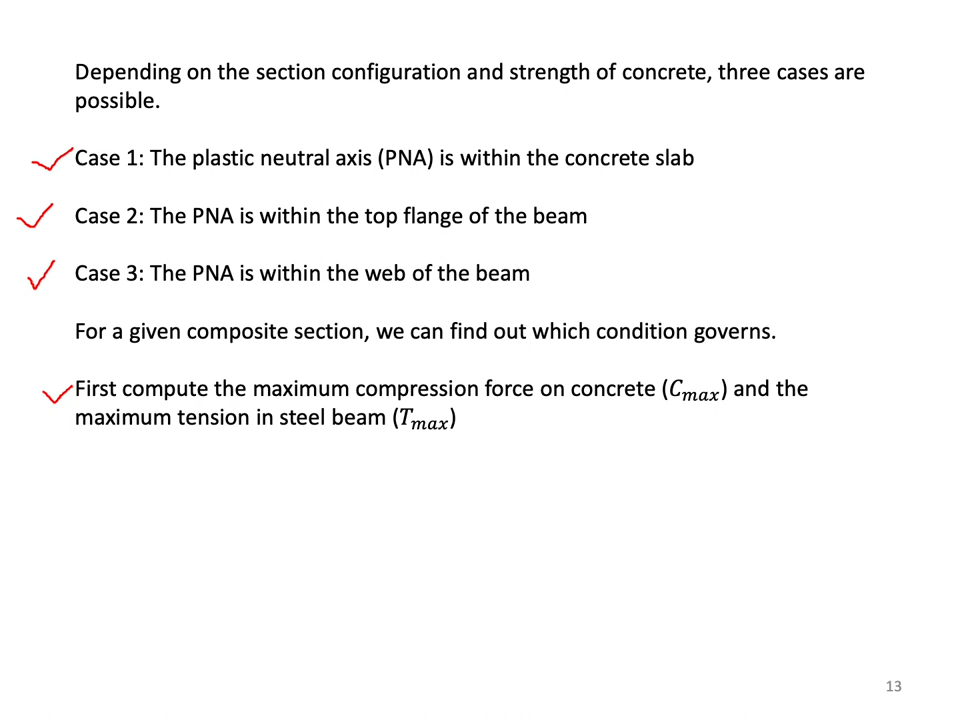 Depending on the section configuration and strength of concrete, three cases are
possible.
Case 1: The plastic neutral axis (PNA) is within the concrete slab
Case 2: The PNA is within the top flange of the beam
Case 3: The PNA is within the web of the beam
For a given composite section, we can find out which condition governs.
First compute the maximum compression force on concrete (𝐶𝑚𝑎𝑥) and the
maximum tension in steel beam (𝑇𝑚𝑎𝑥)
13